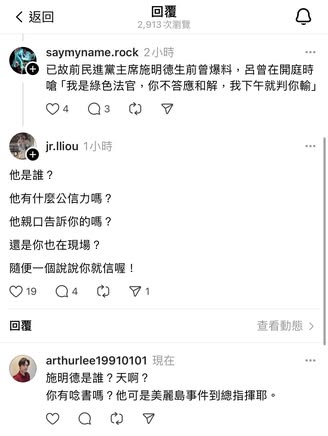 返回
回覆
2,913次瀏覽
saymyname.rock 2小時
已故前民進黨主席施明德生前曾爆料，呂曾在開庭時
嗆「我是綠色法官，你不答應和解，我下午就判你輸」
4 3
jr.lliou 1小時
他是誰？
他有什麼公信力嗎？
他親口告訴你的嗎？
還是你也在現場？
隨便一個說說你就信喔！
19 4 1
回覆 查看動態
arthurlee19910101 現在
施明德是誰？天啊？
你有唸書嗎？他可是美麗島事件到總指揮耶。